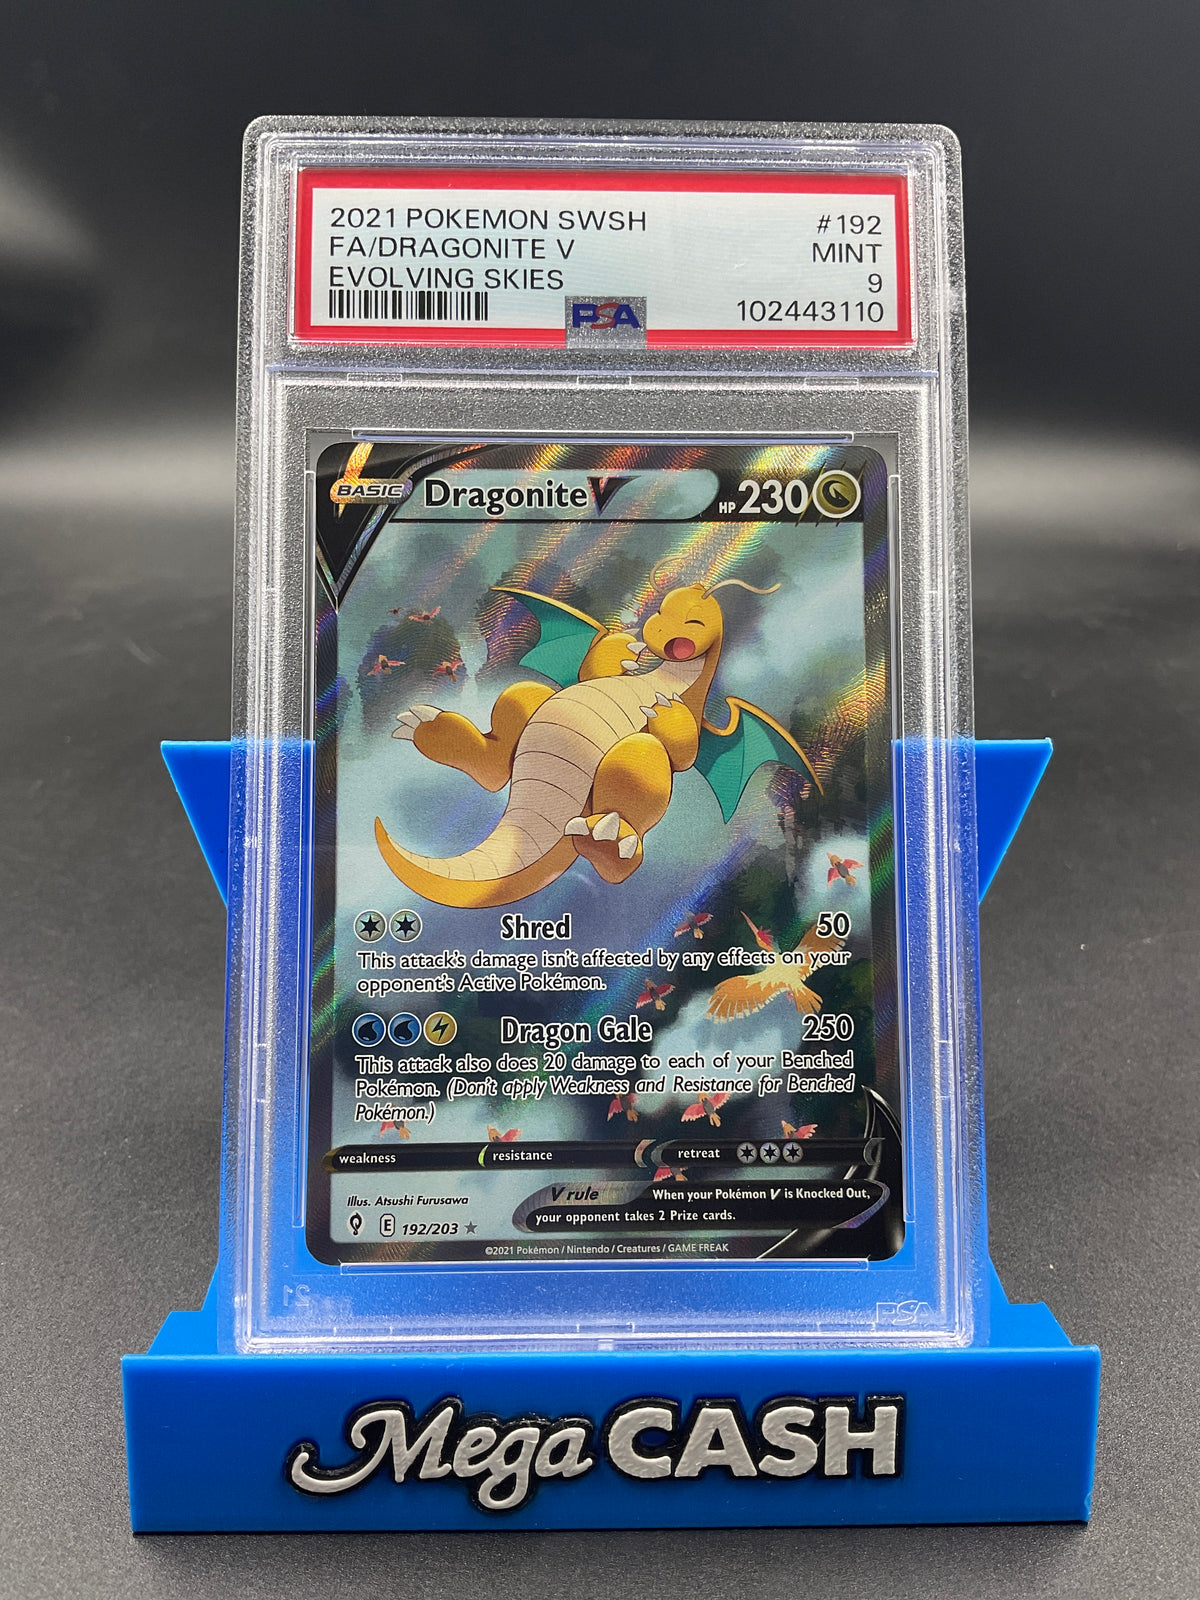 2021 POKEMON SWSH #192
FA/DRAGONITE V MINT
EVOLVING SKIES 9
PSA 102443110
BASIC Dragonite V HP 230
Shred 50
This attack's damage isn't affected by any effects on your
opponent's Active Pokémon.
Dragon Gale 250
This attack also does 20 damage to each of your Benched
Pokémon. (Don't apply Weakness and Resistance for Benched
Pokémon.)
weakness resistance retreat
Illus. Atsushi Furusawa
V rule When your Pokémon V is Knocked Out,
your opponent takes 2 Prize cards.
E 192/203
©2021 Pokémon / Nintendo / Creatures / GAME FREAK
PSA
Mega CASH